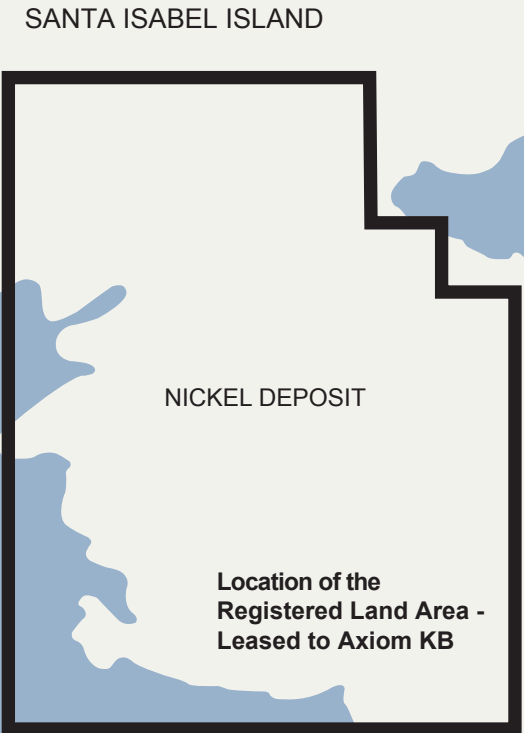 SANTA ISABEL ISLAND
NICKEL DEPOSIT
Location of the
Registered Land Area -
Leased to Axiom KB